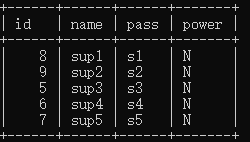 +------+------+------+-------+
| id   | name | pass | power |
+------+------+------+-------+
|    8 | sup1 | s1   | N     |
|    9 | sup2 | s2   | N     |
|    5 | sup3 | s3   | N     |
|    6 | sup4 | s4   | N     |
|    7 | sup5 | s5   | N     |
+------+------+------+-------+